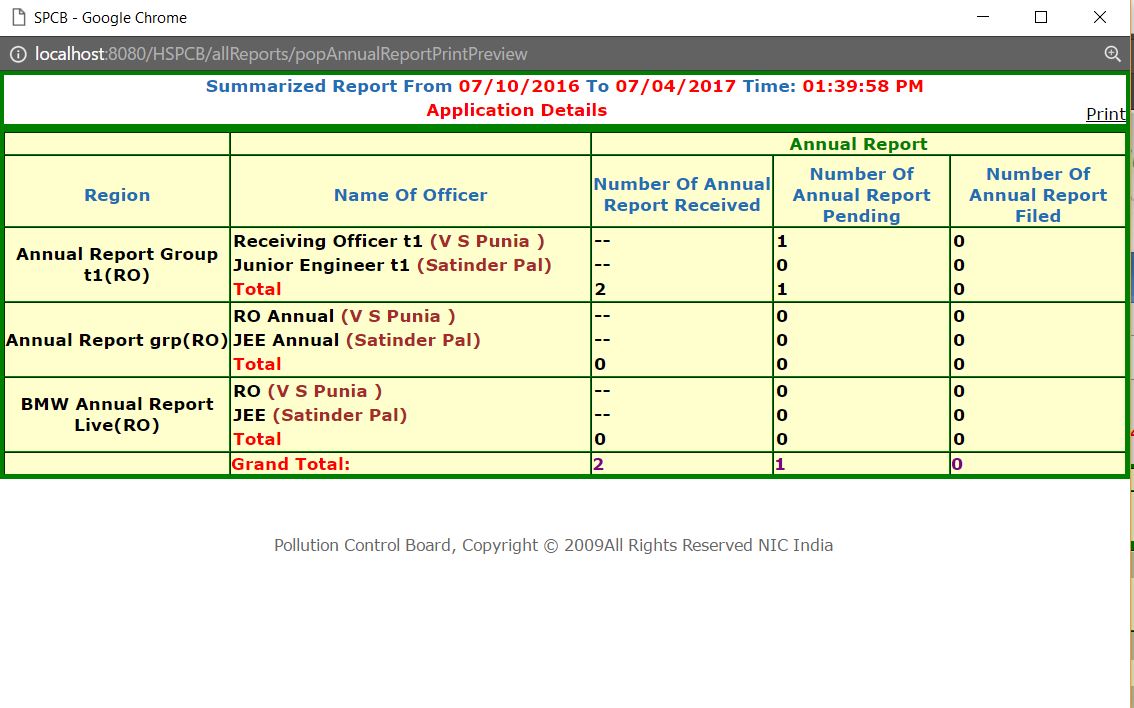 SPCB - Google Chrome
localhost:8080/HSPCB/allReports/popAnnualReportPrintPreview
Summarized Report From 07/10/2016 To 07/04/2017 Time: 01:39:58 PM
Application Details
Print
Annual Report
Region Name Of Officer Number Of Annual Report Received Number Of Annual Report Pending Number Of Annual Report Filed
Annual Report Group t1(RO)
Receiving Officer t1 (V S Punia ) -- 1 0
Junior Engineer t1 (Satinder Pal) -- 0 0
Total 2 1 0
Annual Report grp(RO)
RO Annual (V S Punia ) -- 0 0
JEE Annual (Satinder Pal) -- 0 0
Total 0 0 0
BMW Annual Report Live(RO)
RO (V S Punia ) -- 0 0
JEE (Satinder Pal) -- 0 0
Total 0 0 0
Grand Total: 2 1 0
Pollution Control Board, Copyright © 2009All Rights Reserved NIC India